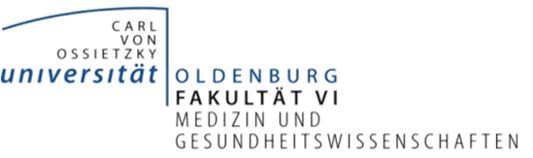 CARL
VON
OSSIETZKY
universität OLDENBURG
FAKULTÄT VI
MEDIZIN UND
GESUNDHEITSWISSENSCHAFTEN